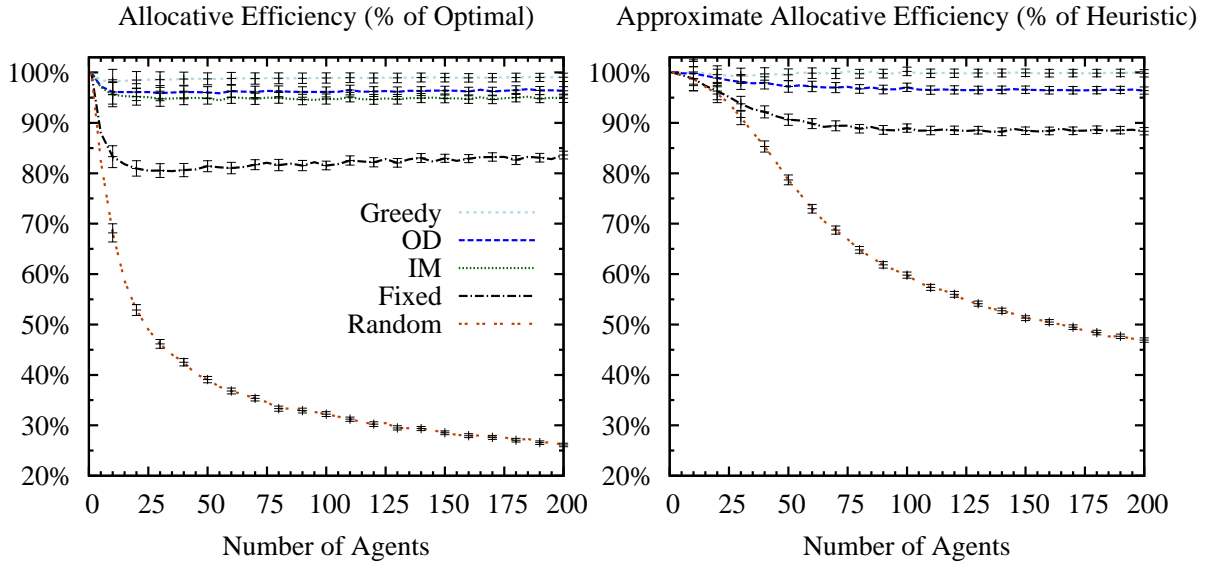 Allocative Efficiency (% of Optimal)
100%
90%
80%
70%
60%
50%
40%
30%
20%
0 25 50 75 100 125 150 175 200
Number of Agents
Greedy
OD
IM
Fixed
Random
Approximate Allocative Efficiency (% of Heuristic)
100%
90%
80%
70%
60%
50%
40%
30%
20%
0 25 50 75 100 125 150 175 200
Number of Agents